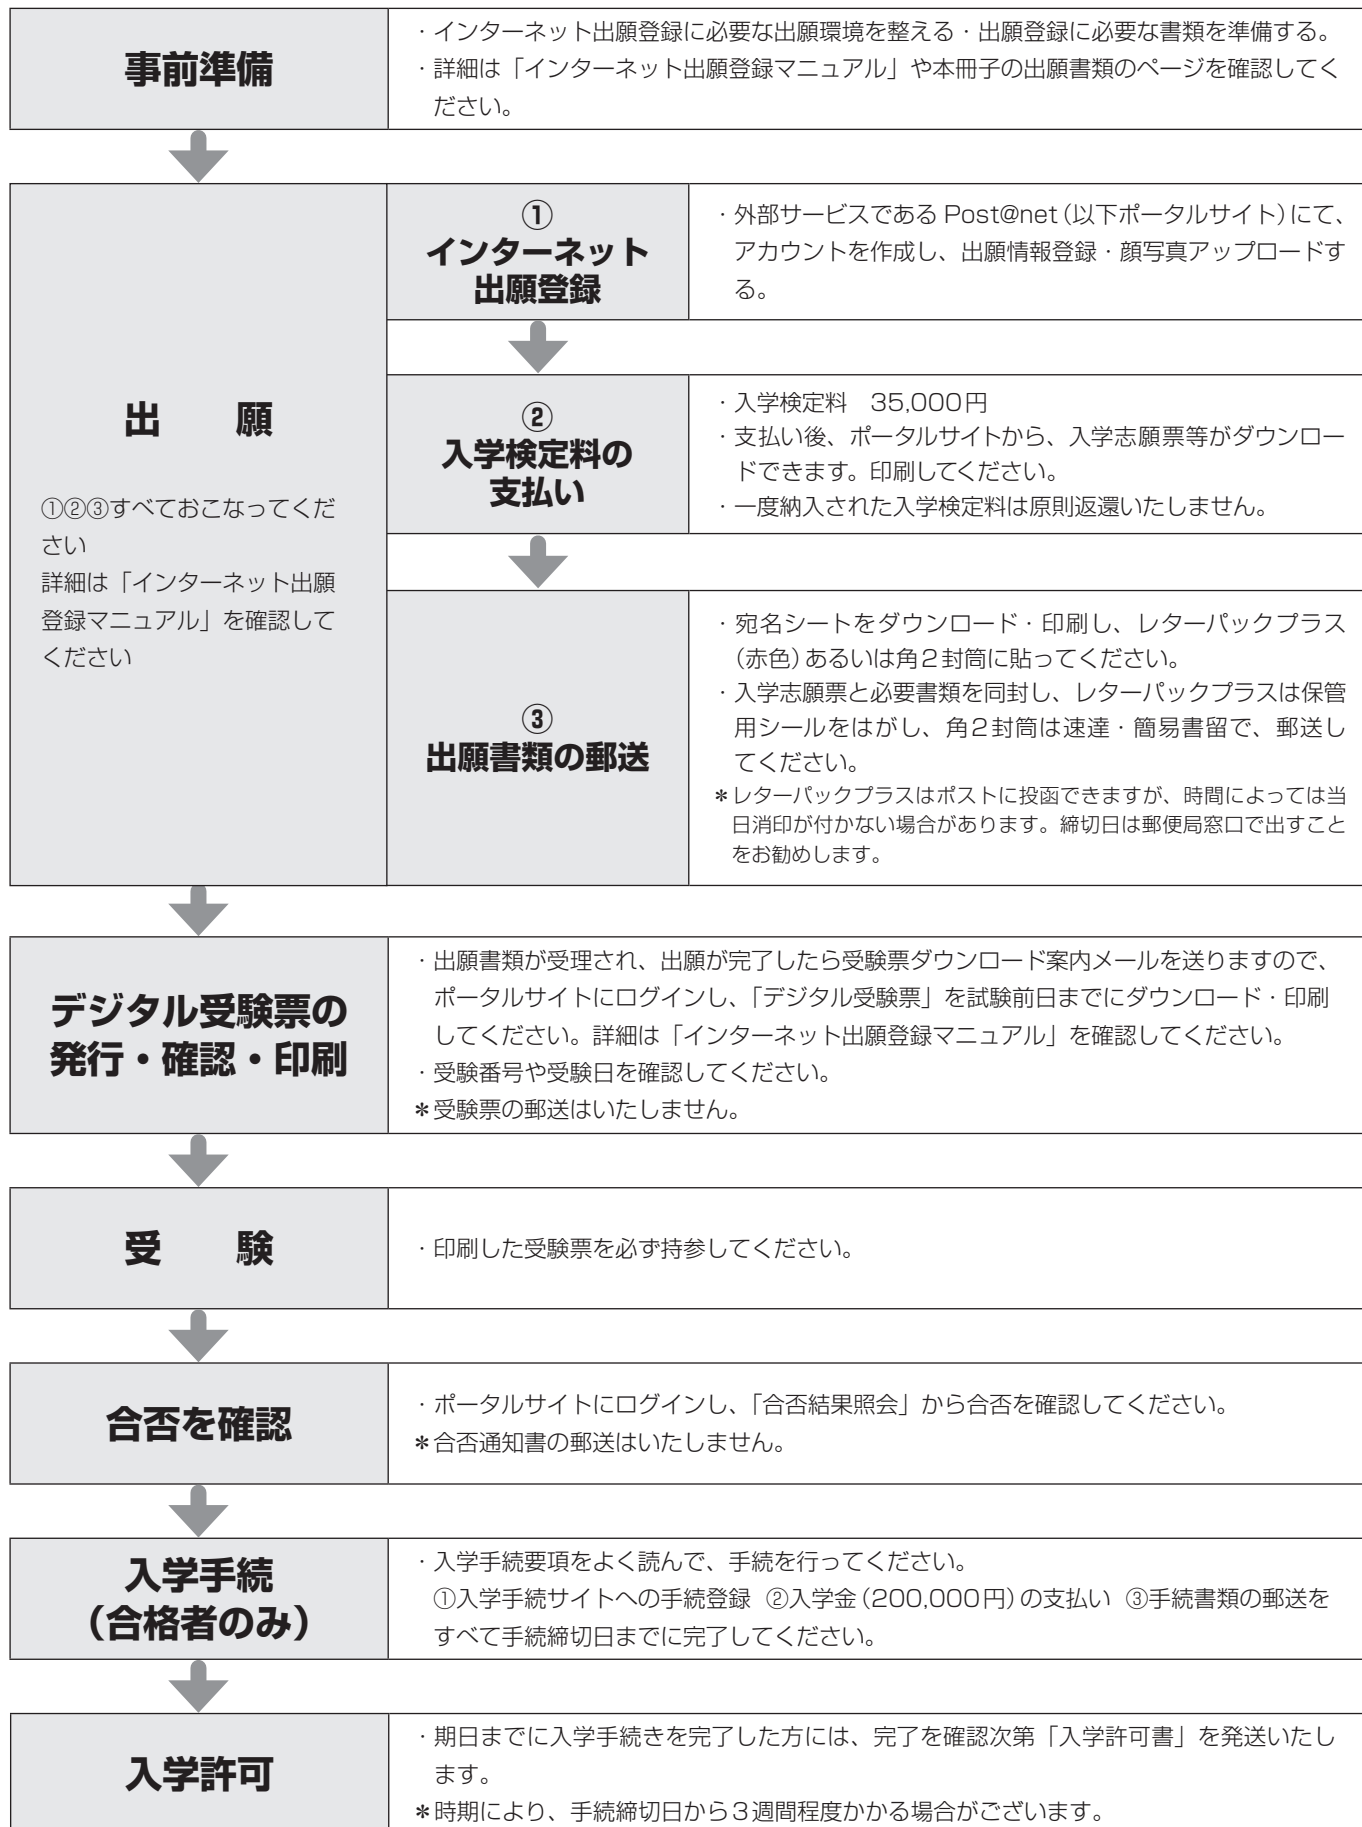 事前準備
・インターネット出願登録に必要な出願環境を整える・出願登録に必要な書類を準備する。
・詳細は「インターネット出願登録マニュアル」や本冊子の出願書類のページを確認してく
ださい。
出　願
①②③すべておこなってくだ
さい
詳細は「インターネット出願
登録マニュアル」を確認して
ください
①
インターネット
出願登録
・外部サービスである Post@net（以下ポータルサイト）にて、
アカウントを作成し、出願情報登録・顔写真アップロードす
る。
②
入学検定料の
支払い
・入学検定料　35,000円
・支払い後、ポータルサイトから、入学志願票等がダウンロー
ドできます。印刷してください。
・一度納入された入学検定料は原則返還いたしません。
③
出願書類の郵送
・宛名シートをダウンロード・印刷し、レターパックプラス
（赤色）あるいは角2封筒に貼ってください。
・入学志願票と必要書類を同封し、レターパックプラスは保管
用シールをはがし、角2封筒は速達・簡易書留で、郵送し
てください。
＊レターパックプラスはポストに投函できますが、時間によっては当
日消印が付かない場合があります。締切日は郵便局窓口で出すこと
をお勧めします。
デジタル受験票の
発行・確認・印刷
・出願書類が受理され、出願が完了したら受験票ダウンロード案内メールを送りますので、
ポータルサイトにログインし、「デジタル受験票」を試験前日までにダウンロード・印刷
してください。詳細は「インターネット出願登録マニュアル」を確認してください。
・受験番号や受験日を確認してください。
＊受験票の郵送はいたしません。
受　験
・印刷した受験票を必ず持参してください。
合否を確認
・ポータルサイトにログインし、「合否結果照会」から合否を確認してください。
＊合否通知書の郵送はいたしません。
入学手続
（合格者のみ）
・入学手続要項をよく読んで、手続を行ってください。
①入学手続サイトへの手続登録 ②入学金（200,000円）の支払い ③手続書類の郵送を
すべて手続締切日までに完了してください。
入学許可
・期日までに入学手続きを完了した方には、完了を確認次第「入学許可書」を発送いたし
ます。
＊時期により、手続締切日から3週間程度かかる場合がございます。